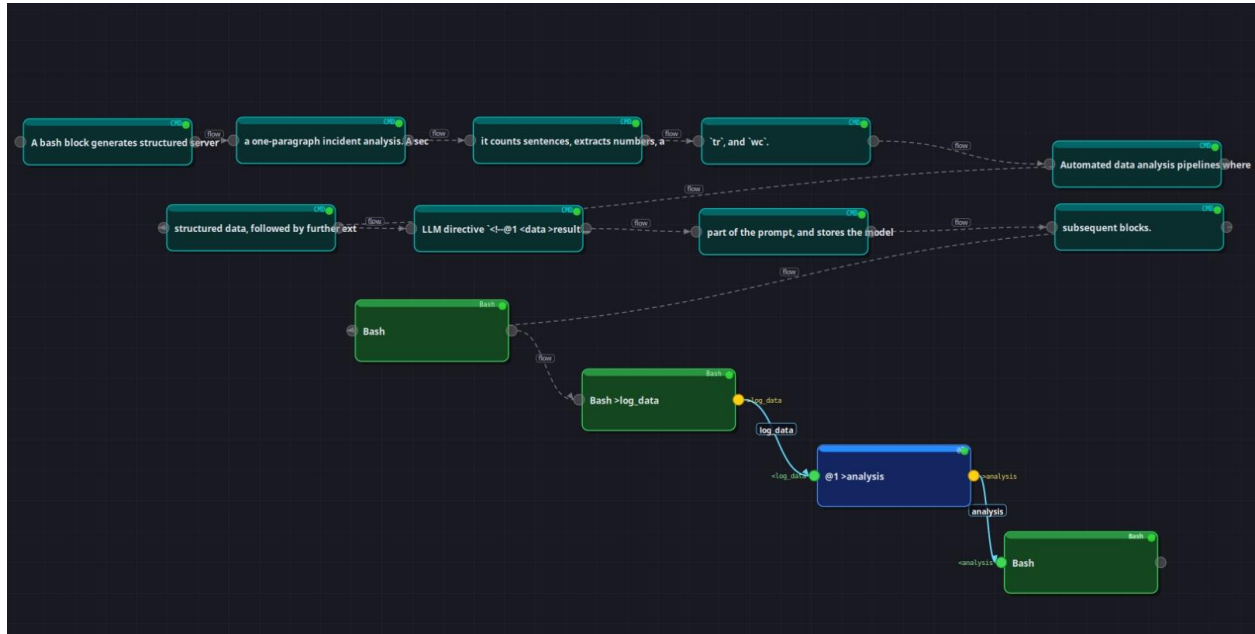 CMD
CMD
CMD
CMD
A bash block generates structured server
flow
a one-paragraph incident analysis. A sec
flow
it counts sentences, extracts numbers, a
flow
`tr`, and `wc`.
flow
CMD
Automated data analysis pipelines where
flow
CMD
CMD
CMD
CMD
structured data, followed by further ext
flow
LLM directive `<!--@1 <data >result
flow
part of the prompt, and stores the model
flow
subsequent blocks.
flow
Bash
Bash
flow
Bash
Bash >log_data
>log_data
log_data
<log_data
@1 >analysis
>analysis
analysis
Bash
<analysis
Bash